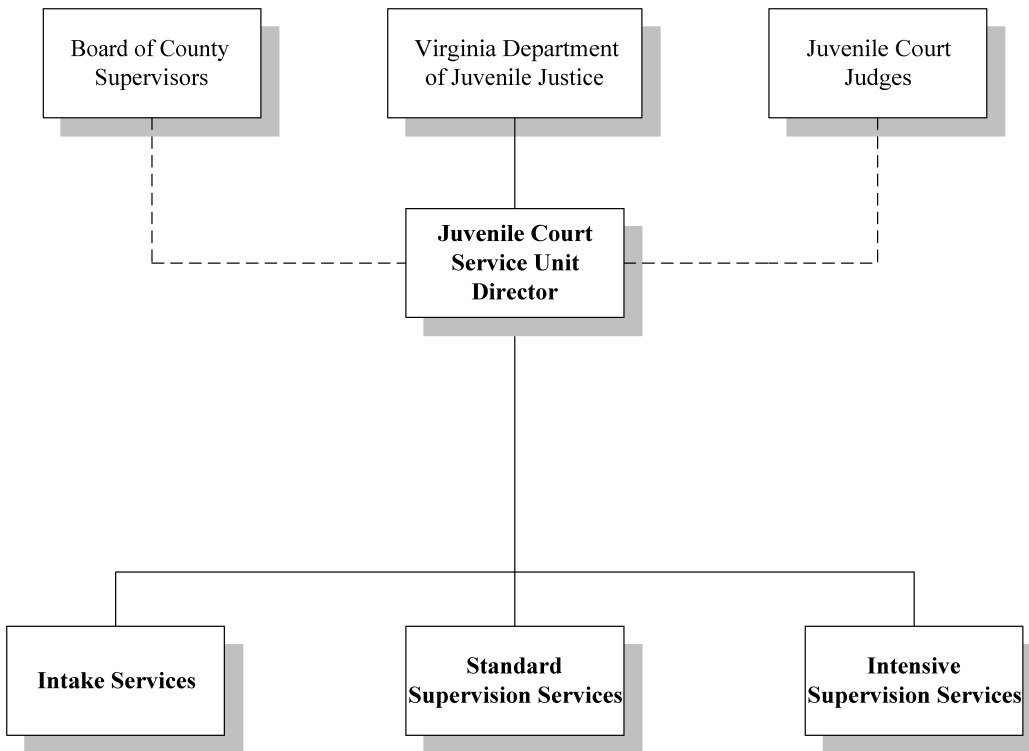 Board of County
Supervisors
Virginia Department
of Juvenile Justice
Juvenile Court
Judges
Juvenile Court
Service Unit
Director
Intake Services
Standard
Supervision Services
Intensive
Supervision Services